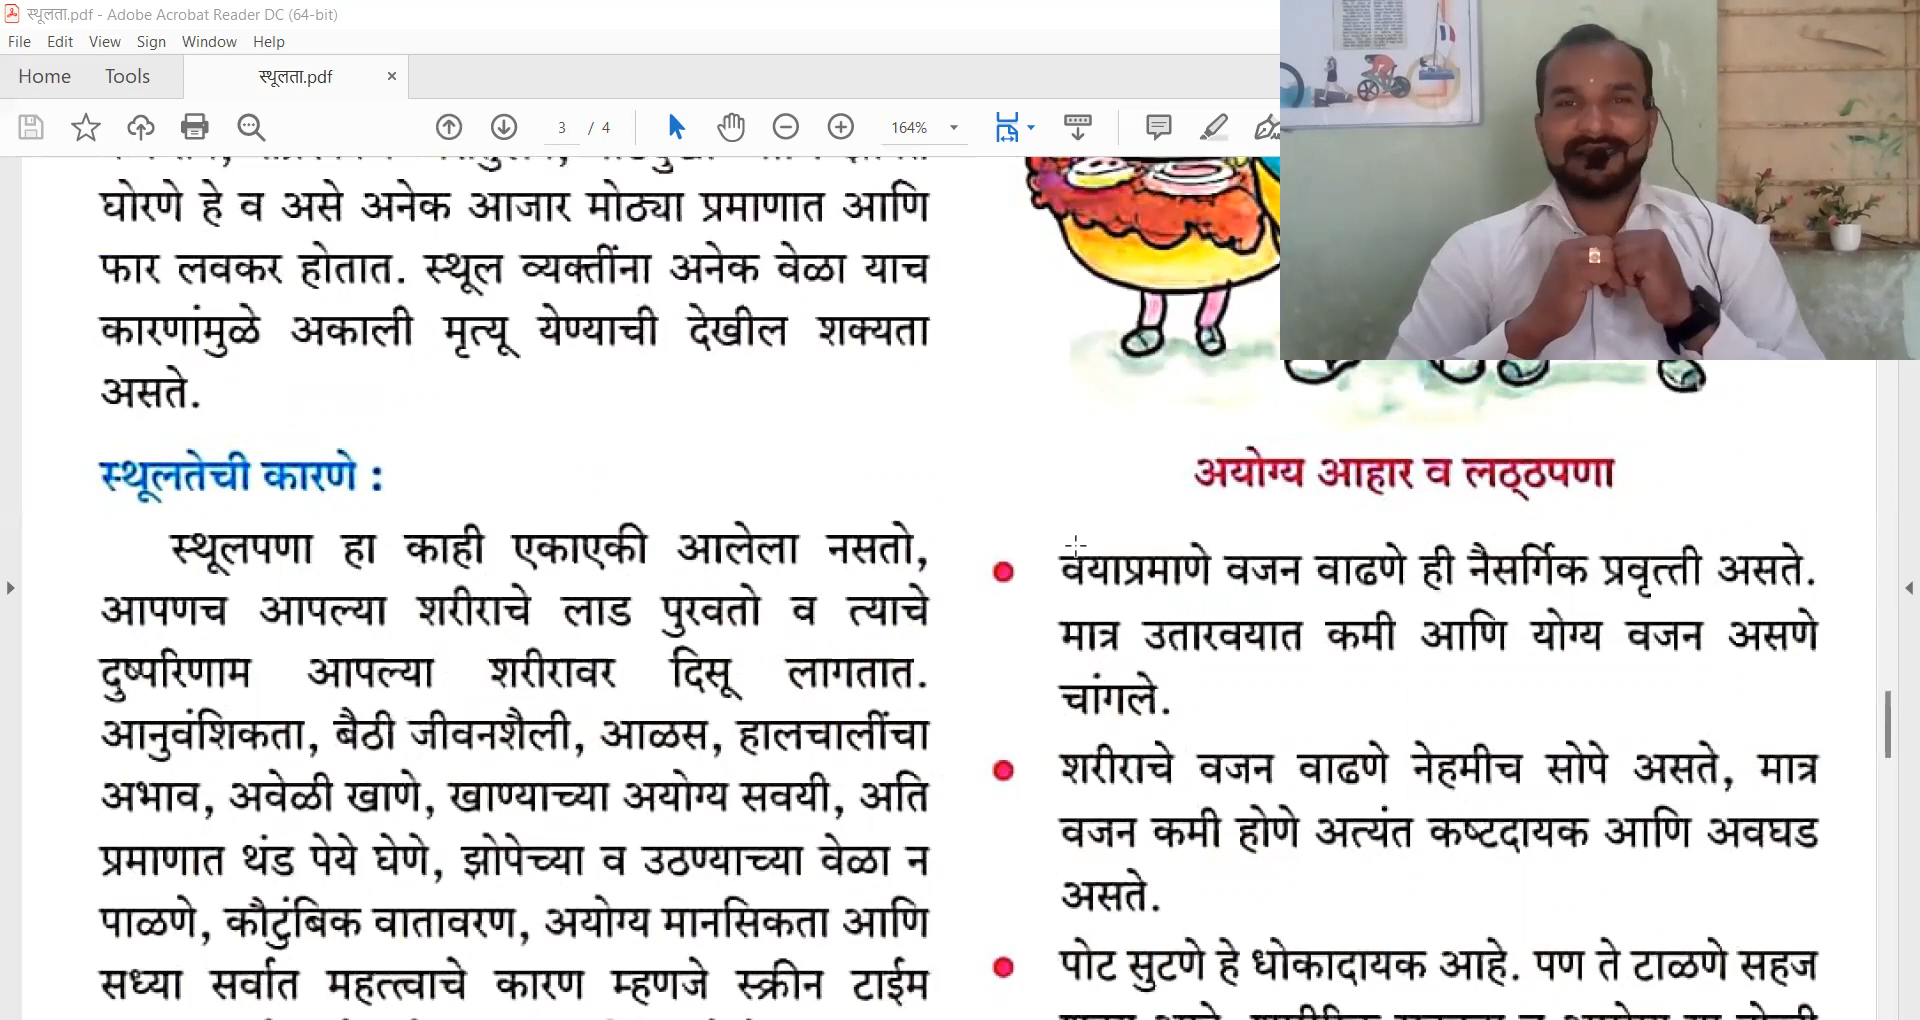 स्थूलता.pdf - Adobe Acrobat Reader DC (64-bit)
File Edit View Sign Window Help
Home Tools स्थूलता.pdf ×
3 / 4 164%
घोरणे हे व असे अनेक आजार मोठ्या प्रमाणात आणि
फार लवकर होतात. स्थूल व्यक्तींना अनेक वेळा याच
कारणांमुळे अकाली मृत्यू येण्याची देखील शक्यता
असते.
स्थूलतेची कारणे :
स्थूलपणा हा काही एकाएकी आलेला नसतो,
आपणच आपल्या शरीराचे लाड पुरवतो व त्याचे
दुष्परिणाम आपल्या शरीरावर दिसू लागतात.
आनुवंशिकता, बैठी जीवनशैली, आळस, हालचालींचा
अभाव, अवेळी खाणे, खाण्याच्या अयोग्य सवयी, अति
प्रमाणात थंड पेये घेणे, झोपेच्या व उठण्याच्या वेळा न
पाळणे, कौटुंबिक वातावरण, अयोग्य मानसिकता आणि
सध्या सर्वात महत्त्वाचे कारण म्हणजे स्क्रीन टाईम
अयोग्य आहार व लठ्ठपणा
वयाप्रमाणे वजन वाढणे ही नैसर्गिक प्रवृत्ती असते.
मात्र उतारवयात कमी आणि योग्य वजन असणे
चांगले.
शरीराचे वजन वाढणे नेहमीच सोपे असते, मात्र
वजन कमी होणे अत्यंत कष्टदायक आणि अवघड
असते.
पोट सुटणे हे धोकादायक आहे. पण ते टाळणे सहज